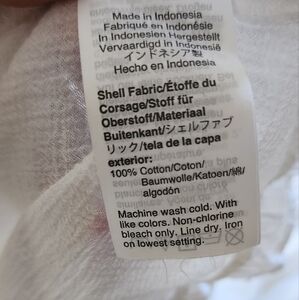 Made in Indonesia
Fabriqué en Indonésie
In Indonesien Hergestellt
Vervaardigd in Indonesië
インドネシア製
Hecho en Indonesia
Shell Fabric/Étoffe du
Corsage/Stoff für
Oberstoff/Materiaal
Buitenkant/シェルファブ
リック/tela de la capa
exterior:
100% Cotton/Coton/
Baumwolle/Katoen/綿/
algodón
Machine wash cold. With
like colors. Non-chlorine
bleach only. Line dry. Iron
on lowest setting.